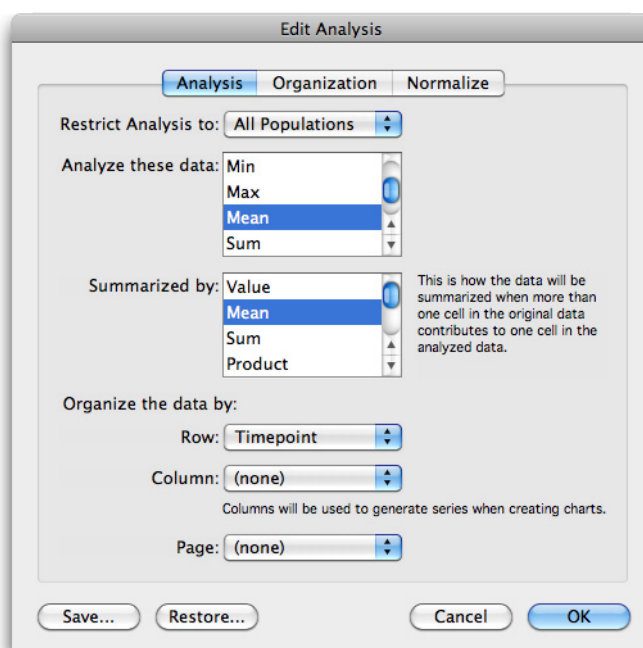 Edit Analysis
Analysis Organization Normalize
Restrict Analysis to: All Populations
Analyze these data: Min
Max
Mean
Sum
Summarized by: Value
Mean
Sum
Product
This is how the data will be
summarized when more than
one cell in the original data
contributes to one cell in the
analyzed data.
Organize the data by:
Row: Timepoint
Column: (none)
Columns will be used to generate series when creating charts.
Page: (none)
Save... Restore... Cancel OK